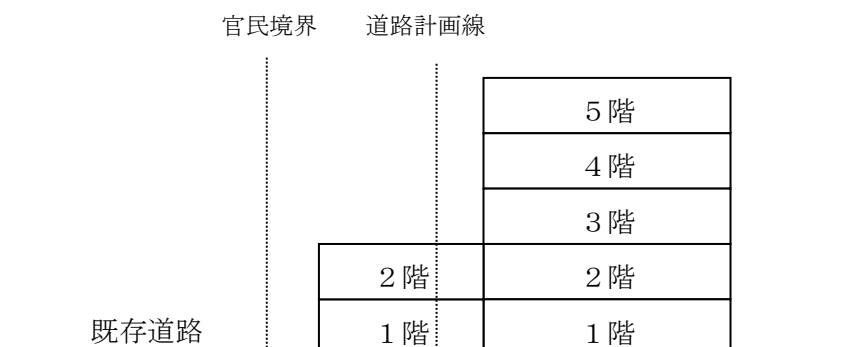 官民境界 道路計画線
5階
4階
3階
2階 2階
既存道路 1階 1階